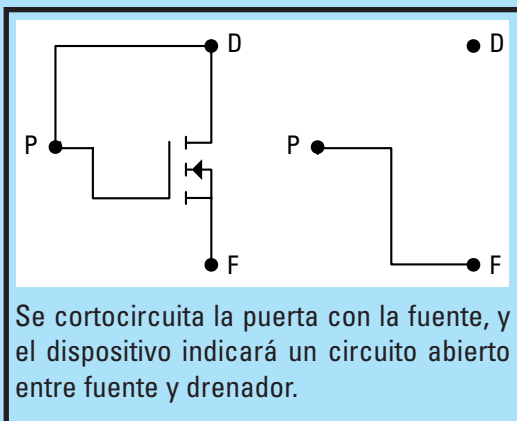 D
D
P
P
F
F
Se cortocircuita la puerta con la fuente, y
el dispositivo indicará un circuito abierto
entre fuente y drenador.